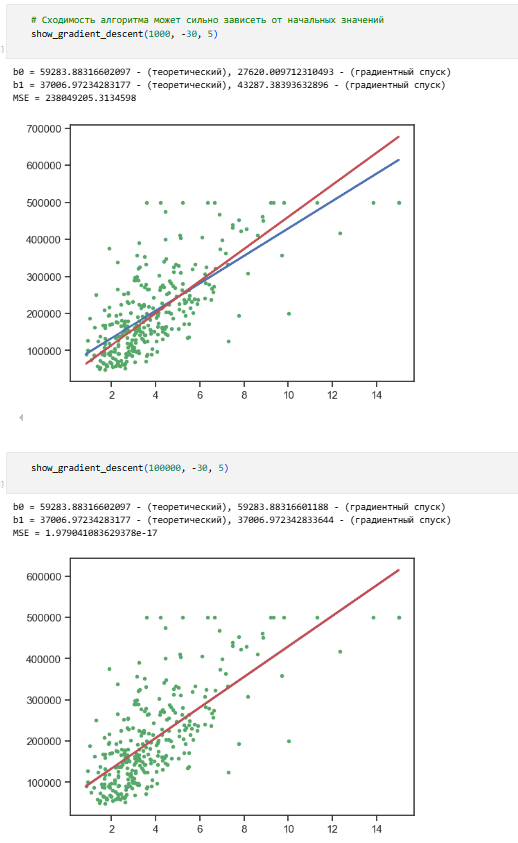 # Сходимость алгоритма может сильно зависеть от начальных значений
show_gradient_descent(1000, -30, 5)
b0 = 59283.88316602097 - (теоретический), 27620.009712310493 - (градиентный спуск)
b1 = 37006.97234283177 - (теоретический), 43287.38393632896 - (градиентный спуск)
MSE = 238049205.3134598
700000
600000
500000
400000
300000
200000
100000
2 4 6 8 10 12 14
show_gradient_descent(100000, -30, 5)
b0 = 59283.88316602097 - (теоретический), 59283.88316601188 - (градиентный спуск)
b1 = 37006.97234283177 - (теоретический), 37006.972342833644 - (градиентный спуск)
MSE = 1.979041083629378e-17
600000
500000
400000
300000
200000
100000
2 4 6 8 10 12 14